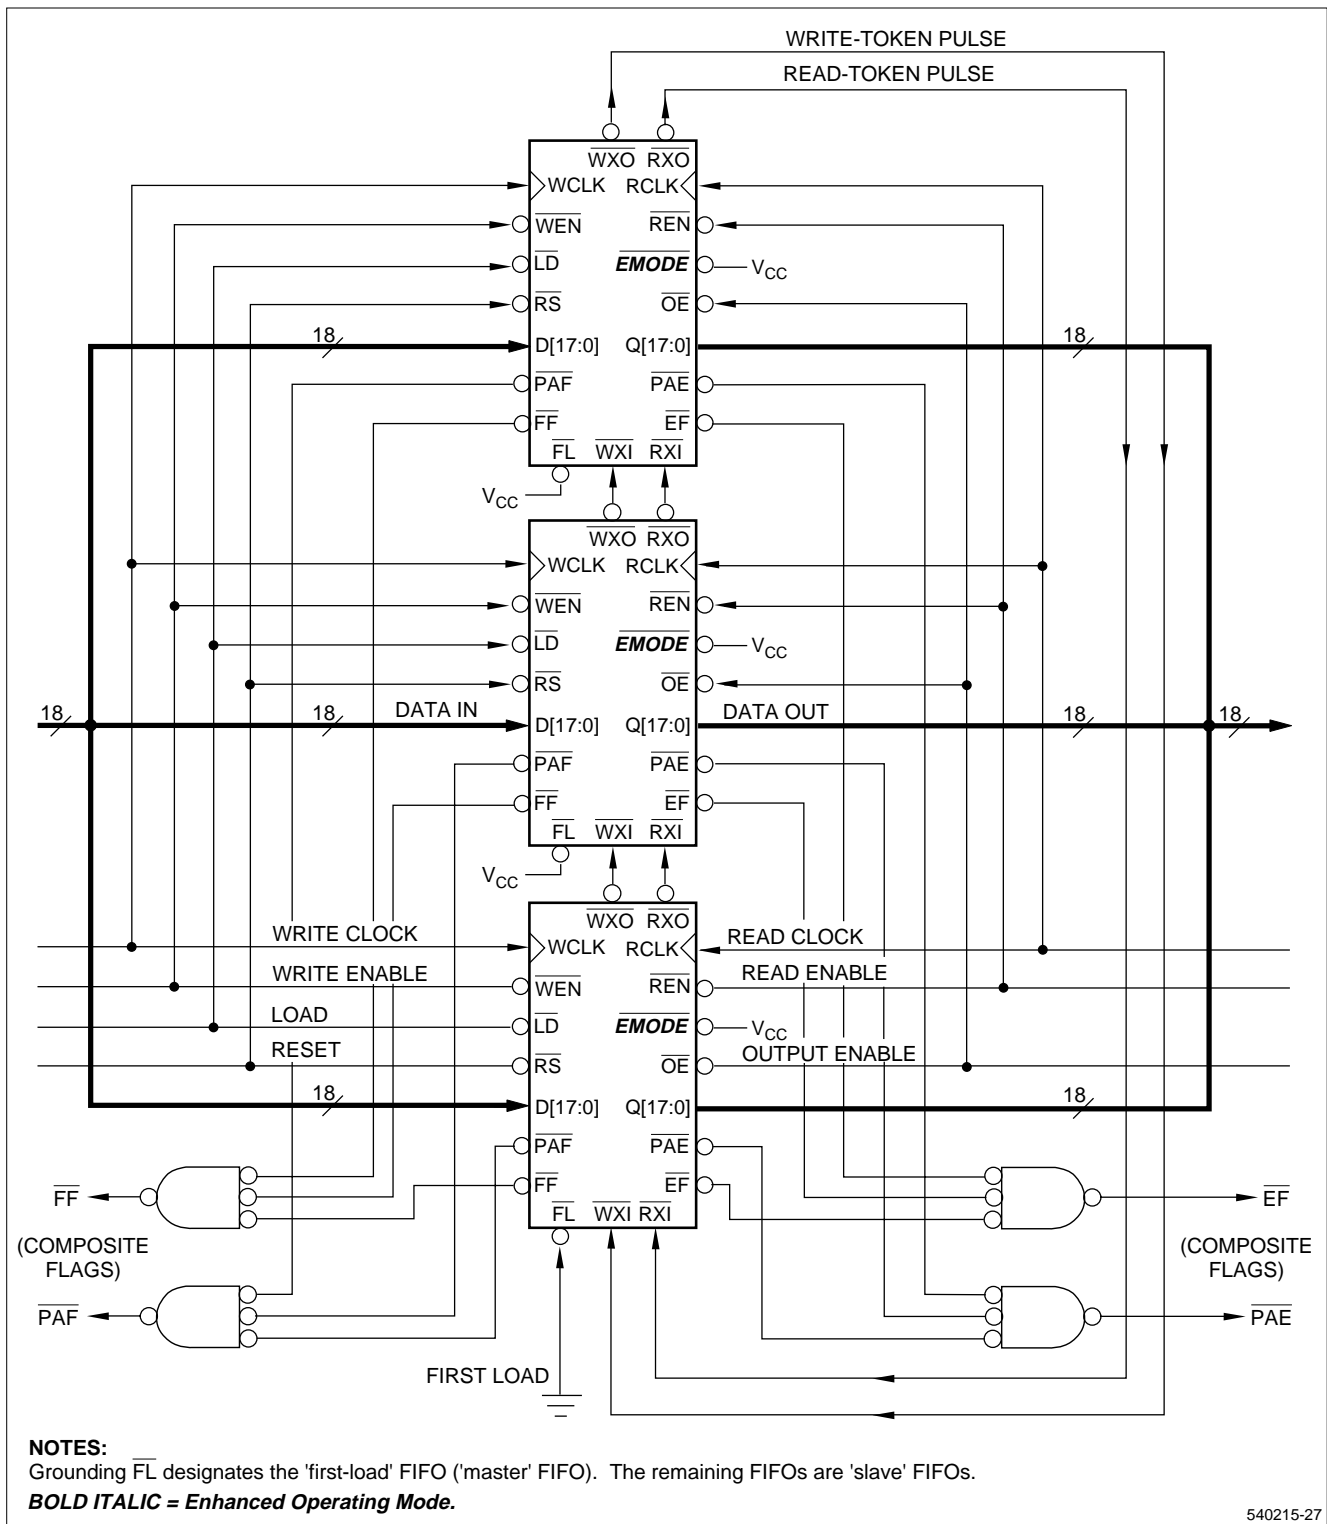 WRITE-TOKEN PULSE
READ-TOKEN PULSE
WXO RXO
WCLK RCLK
WEN REN
LD EMODE VCC
RS OE
18 D[17:0] Q[17:0] 18
PAF PAE
FF EF
FL WXI RXI
VCC
WXO RXO
WCLK RCLK
WEN REN
LD EMODE VCC
RS OE
18 18 DATA IN D[17:0] Q[17:0] DATA OUT 18 18
PAF PAE
FF EF
FL WXI RXI
VCC
WXO RXO
WRITE CLOCK WCLK RCLK READ CLOCK
WRITE ENABLE WEN REN READ ENABLE
LOAD LD EMODE VCC
RESET RS OE OUTPUT ENABLE
18 D[17:0] Q[17:0] 18
PAF PAE
FF EF
FL WXI RXI
FF EF
(COMPOSITE FLAGS) (COMPOSITE FLAGS)
PAF PAE
FIRST LOAD
NOTES:
Grounding FL designates the 'first-load' FIFO ('master' FIFO). The remaining FIFOs are 'slave' FIFOs.
BOLD ITALIC = Enhanced Operating Mode.
540215-27